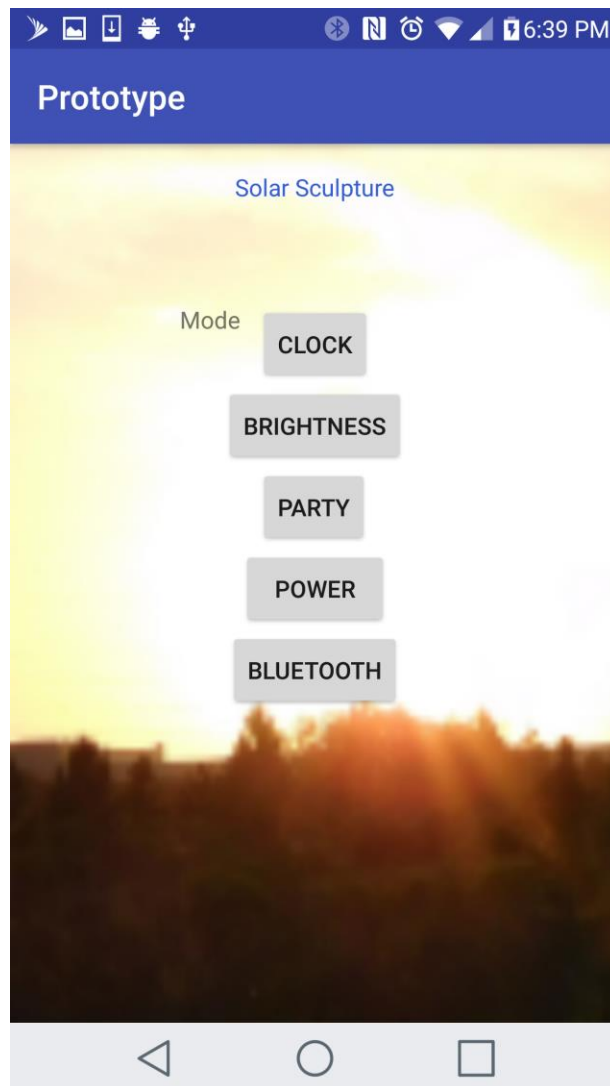 6:39 PM
Prototype
Solar Sculpture
Mode
CLOCK
BRIGHTNESS
PARTY
POWER
BLUETOOTH